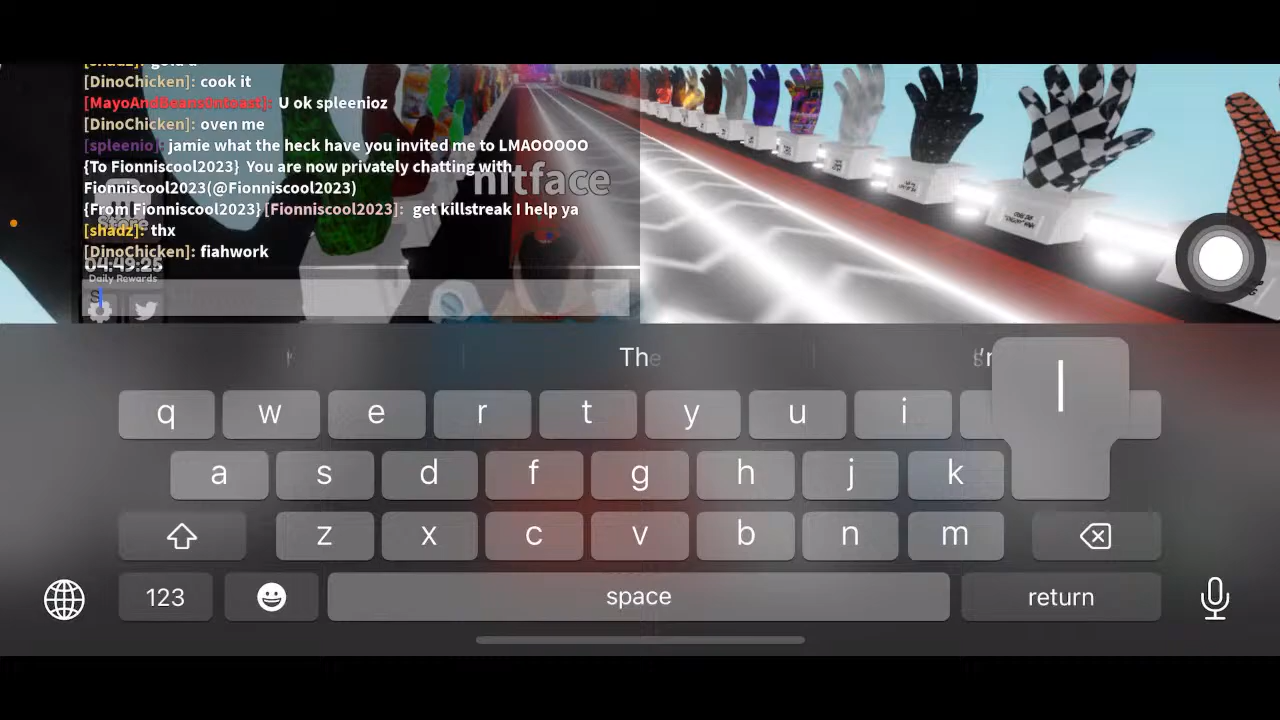 [DinoChicken]: cook it
[MayoAndBeansOntoast]: U ok spleenioz
[DinoChicken]: oven me
[spleenio]: jamie what the heck have you invited me to LMAOOOOO
{To Fionniscool2023} You are now privately chatting with
Fionniscool2023(@Fionniscool2023)
hitface
{From Fionniscool2023} [Fionniscool2023]: get killstreak I help ya
Store
[shadz]: thx
[DinoChicken]: fiahwork
04:49:25
Daily Rewards
s
The
q w e r t y u i
l
a s d f g h j k
z x c v b n m
123 space return